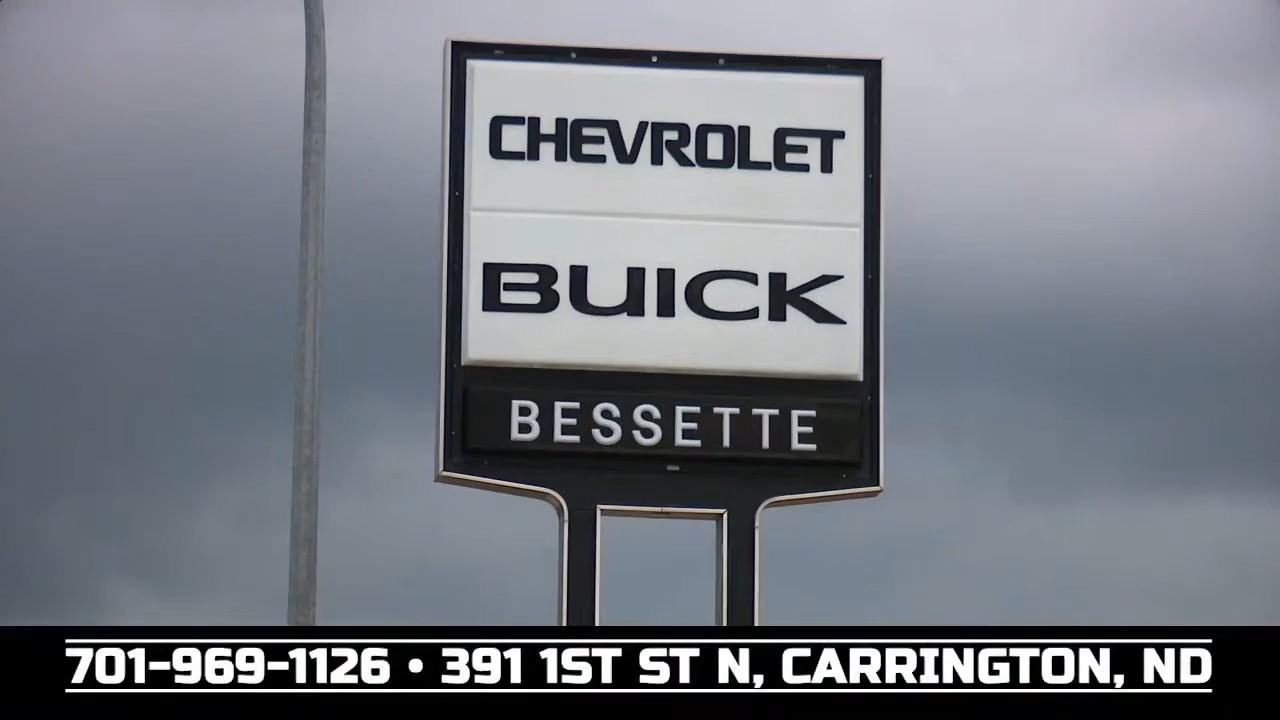 CHEVROLET
BUICK
BESSETTE
701-969-1126 • 391 1ST ST N, CARRINGTON, ND